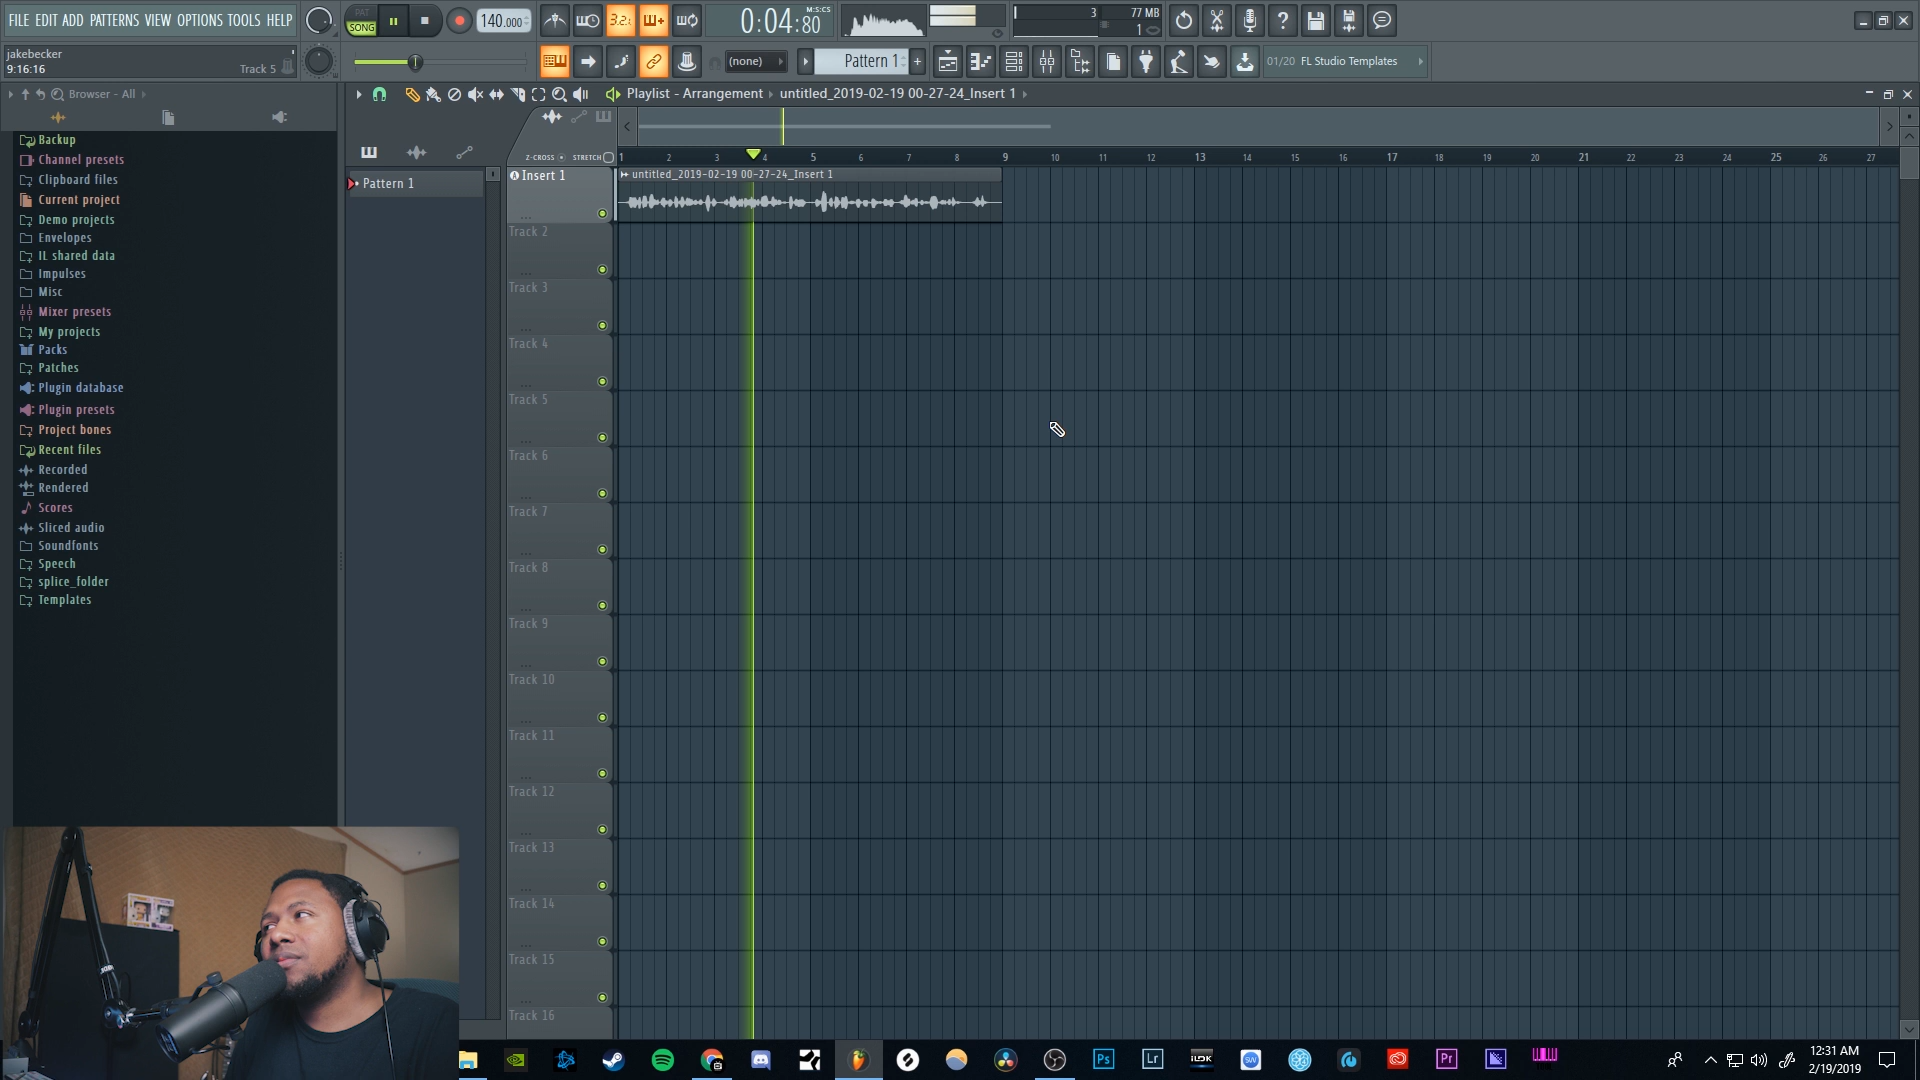 FILE EDIT ADD PATTERNS VIEW OPTIONS TOOLS HELP
PAT
SONG
140.000
3.2.
0:04:80
M:S:CS
3
77 MB
1
jakebecker
9:16:16
Track 5
(none)
Pattern 1
+
01/20 FL Studio Templates
Browser - All
Playlist - Arrangement
untitled_2019-02-19 00-27-24_Insert 1
Backup
Channel presets
Clipboard files
Current project
Demo projects
Envelopes
IL shared data
Impulses
Misc
Mixer presets
My projects
Packs
Patches
Plugin database
Plugin presets
Project bones
Recent files
Recorded
Rendered
Scores
Sliced audio
Soundfonts
Speech
splice_folder
Templates
Pattern 1
Z-CROSS
STRETCH
1 2 3 4 5 6 7 8 9 10 11 12 13 14 15 16 17 18 19 20 21 22 23 24 25 26 27
Insert 1
untitled_2019-02-19 00-27-24_Insert 1
Track 2
Track 3
Track 4
Track 5
Track 6
Track 7
Track 8
Track 9
Track 10
Track 11
Track 12
Track 13
Track 14
Track 15
Track 16
Ps
Lr
Pr
12:31 AM
2/19/2019